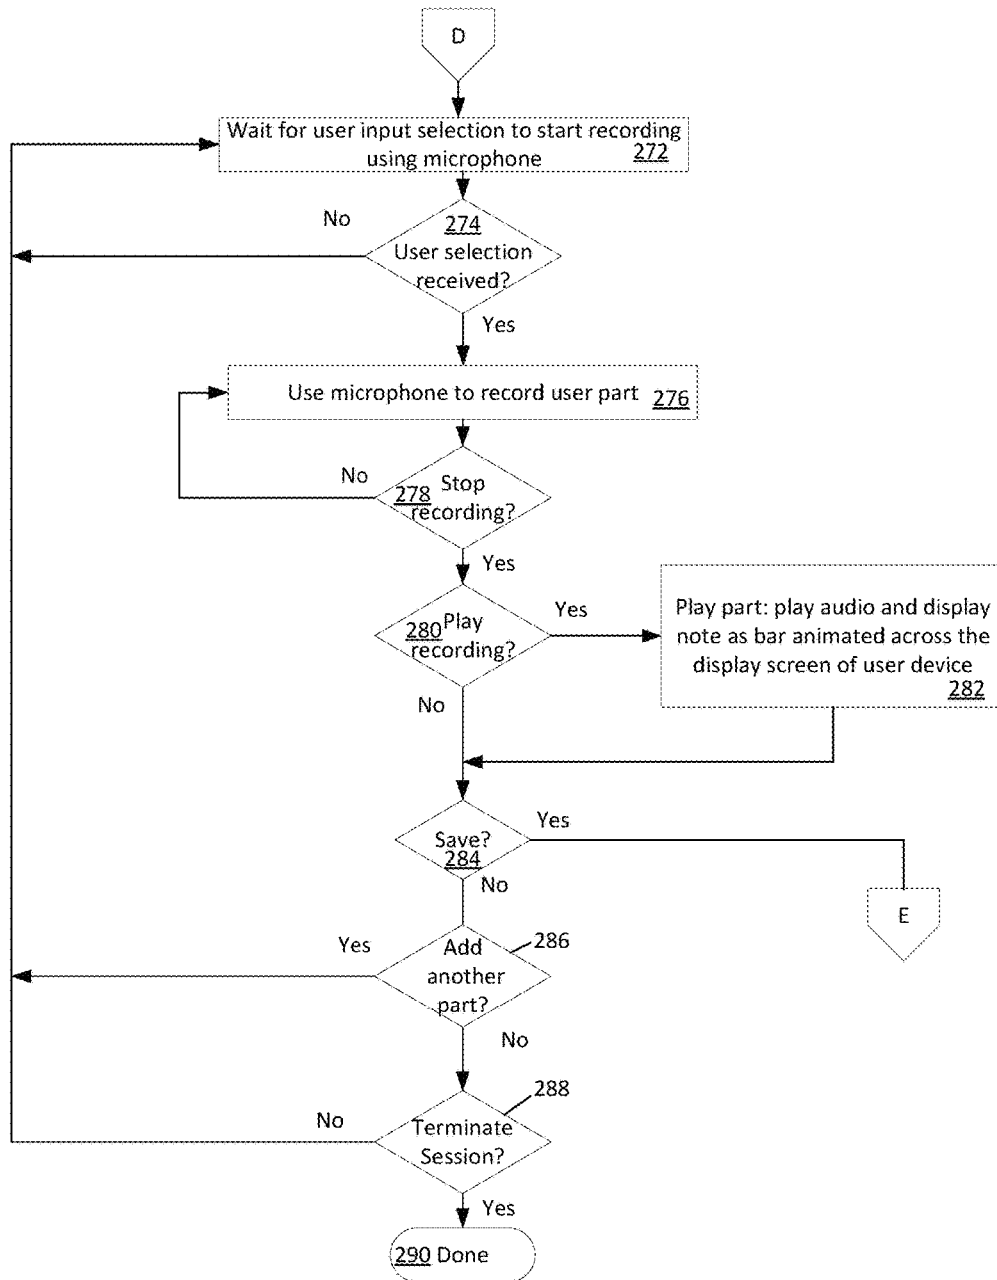 D
Wait for user input selection to start recording
using microphone 272
No
274
User selection
received?
Yes
Use microphone to record user part 276
No
278 Stop
recording?
Yes
280 Play
recording?
Yes
Play part: play audio and display
note as bar animated across the
display screen of user device
282
No
Save?
284
Yes
No
E
Yes
Add
another
part?
286
No
288
No
Terminate
Session?
Yes
290 Done